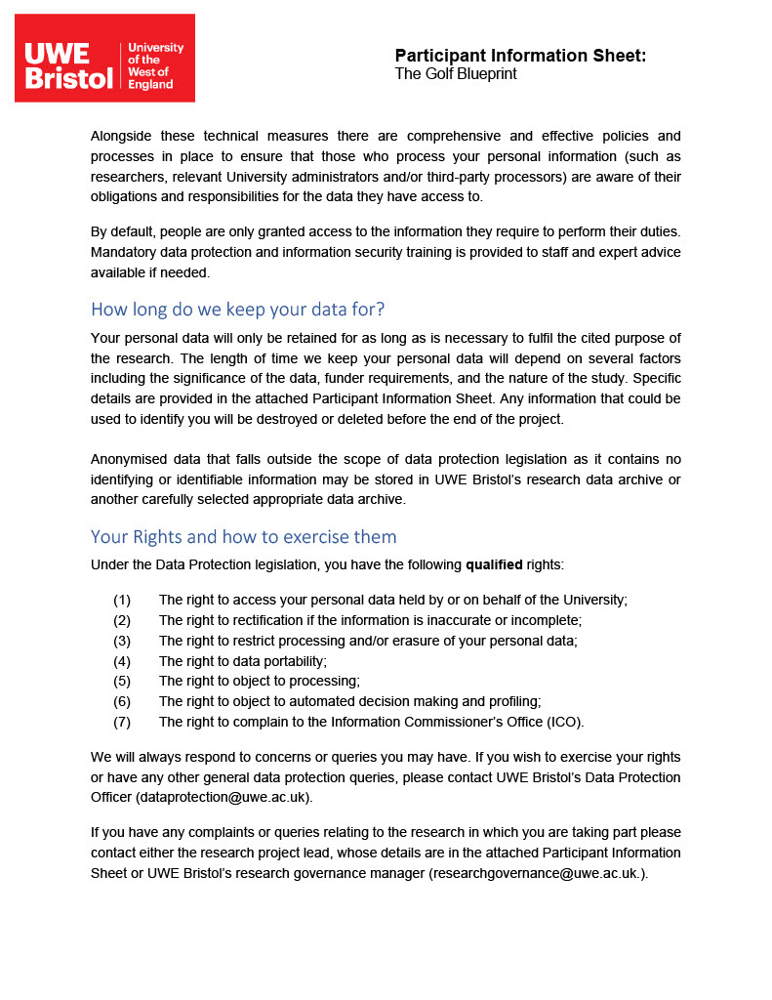 UWE
Bristol
University
of the
West of
England
Participant Information Sheet:
The Golf Blueprint
Alongside these technical measures there are comprehensive and effective policies and
processes in place to ensure that those who process your personal information (such as
researchers, relevant University administrators and/or third-party processors) are aware of their
obligations and responsibilities for the data they have access to.
By default, people are only granted access to the information they require to perform their duties.
Mandatory data protection and information security training is provided to staff and expert advice
available if needed.
How long do we keep your data for?
Your personal data will only be retained for as long as is necessary to fulfil the cited purpose of
the research. The length of time we keep your personal data will depend on several factors
including the significance of the data, funder requirements, and the nature of the study. Specific
details are provided in the attached Participant Information Sheet. Any information that could be
used to identify you will be destroyed or deleted before the end of the project.
Anonymised data that falls outside the scope of data protection legislation as it contains no
identifying or identifiable information may be stored in UWE Bristol’s research data archive or
another carefully selected appropriate data archive.
Your Rights and how to exercise them
Under the Data Protection legislation, you have the following qualified rights:
(1) The right to access your personal data held by or on behalf of the University;
(2) The right to rectification if the information is inaccurate or incomplete;
(3) The right to restrict processing and/or erasure of your personal data;
(4) The right to data portability;
(5) The right to object to processing;
(6) The right to object to automated decision making and profiling;
(7) The right to complain to the Information Commissioner’s Office (ICO).
We will always respond to concerns or queries you may have. If you wish to exercise your rights
or have any other general data protection queries, please contact UWE Bristol’s Data Protection
Officer (dataprotection@uwe.ac.uk).
If you have any complaints or queries relating to the research in which you are taking part please
contact either the research project lead, whose details are in the attached Participant Information
Sheet or UWE Bristol’s research governance manager (researchgovernance@uwe.ac.uk.).